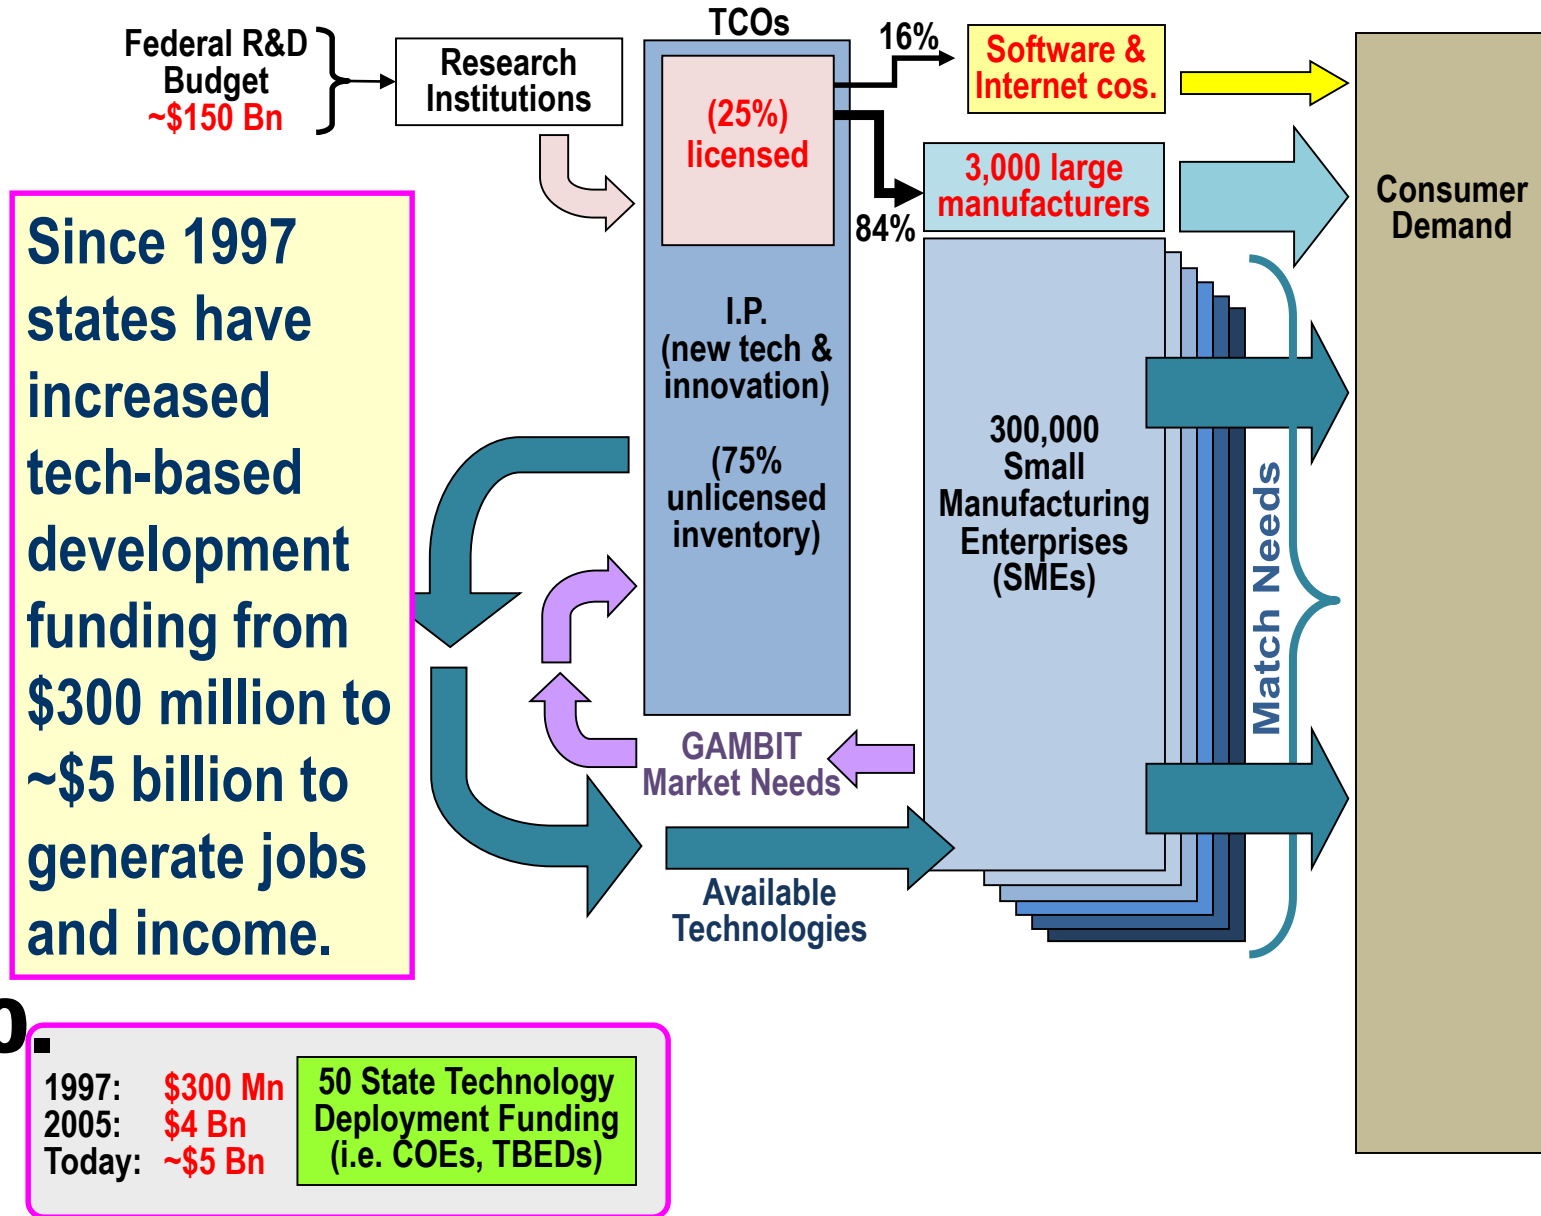 TCOs
Federal R&D
Budget
~$150 Bn
Research
Institutions
16%
Software &
Internet cos.
(25%)
licensed
84%
3,000 large
manufacturers
Consumer
Demand
Since 1997
states have
increased
tech-based
development
funding from
$300 million to
~$5 billion to
generate jobs
and income.
I.P.
(new tech &
innovation)
(75%
unlicensed
inventory)
300,000
Small
Manufacturing
Enterprises
(SMEs)
Match Needs
GAMBIT
Market Needs
Available
Technologies
1997: $300 Mn
2005: $4 Bn
Today: ~$5 Bn
50 State Technology
Deployment Funding
(i.e. COEs, TBEDs)